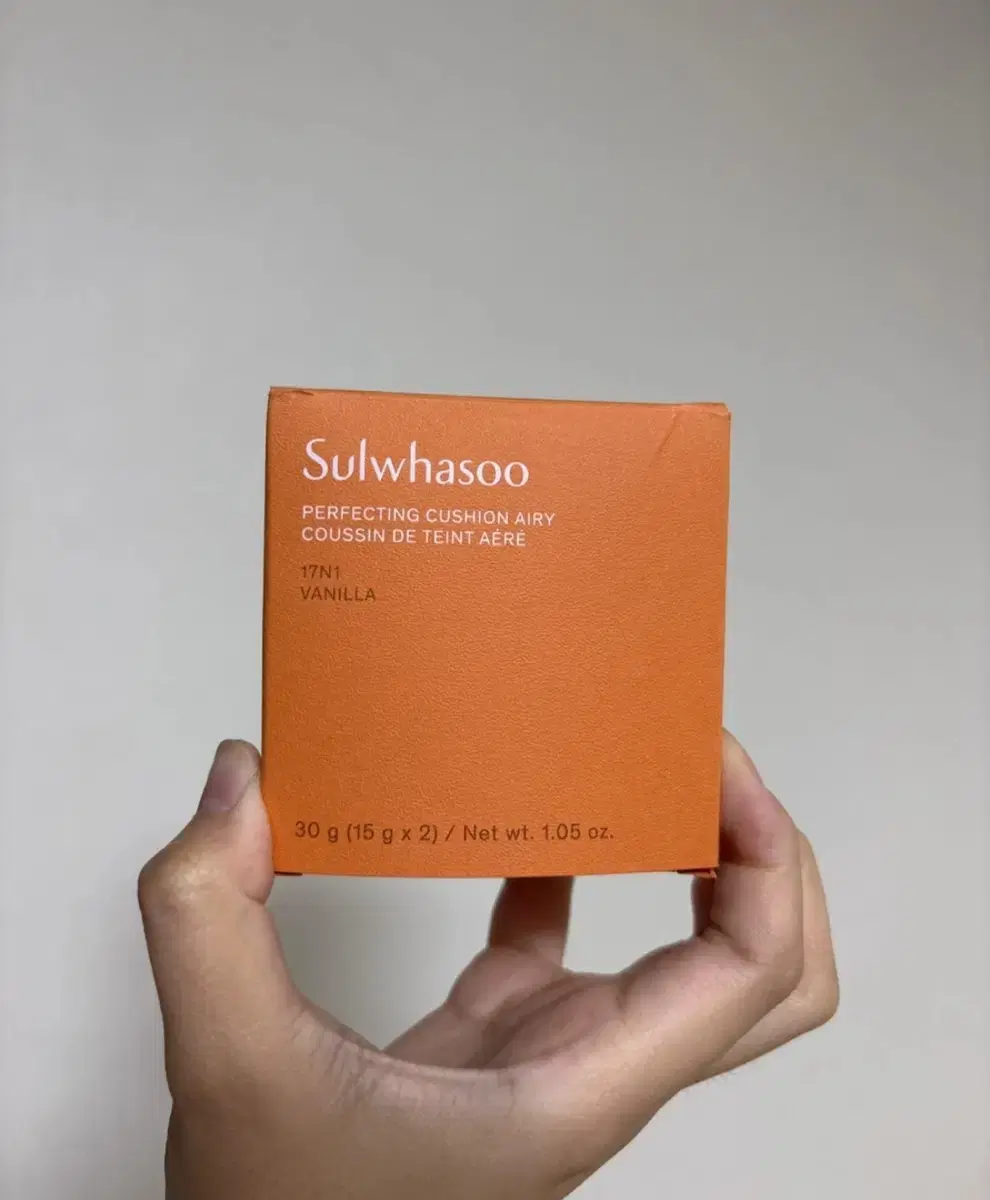 Sulwhasoo
PERFECTING CUSHION AIRY
COUSSIN DE TEINT AÉRÉ
17N1
VANILLA
30 g (15 g x 2) / Net wt. 1.05 oz.